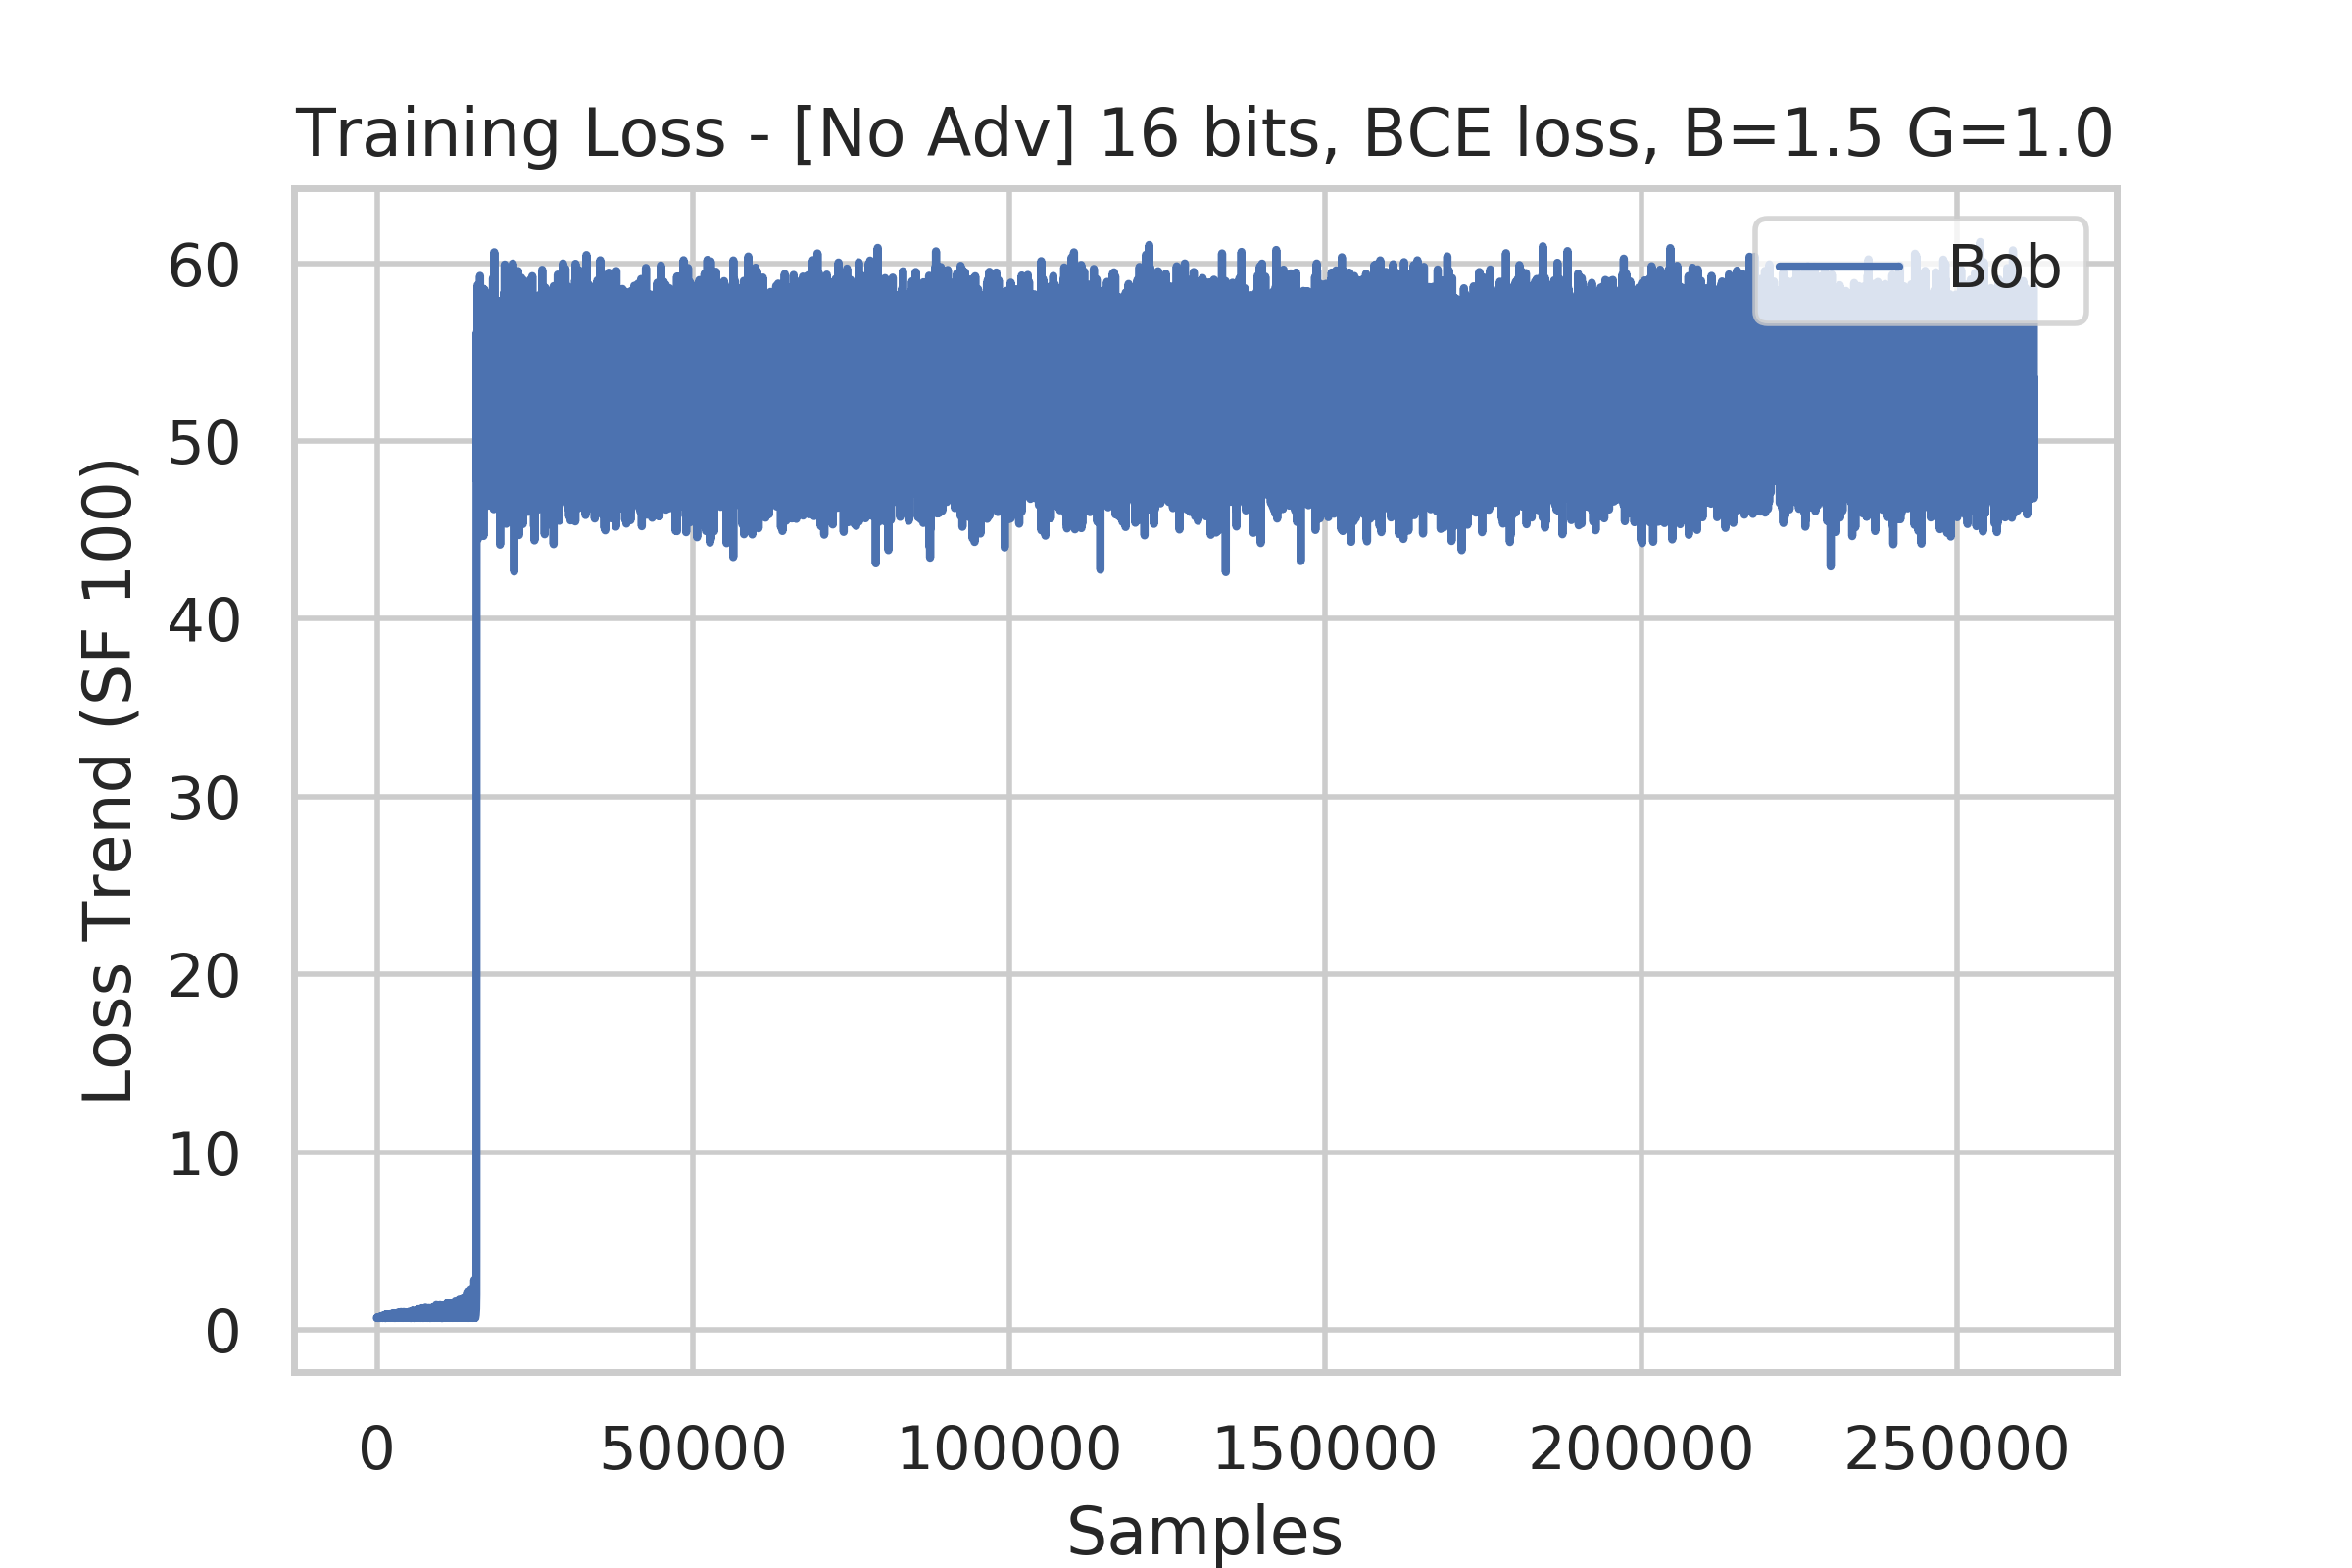 Training Loss - [No Adv] 16 bits, BCE loss, B=1.5 G=1.0
Bob
Loss Trend (SF 100)
60
50
40
30
20
10
0
0 50000 100000 150000 200000 250000
Samples